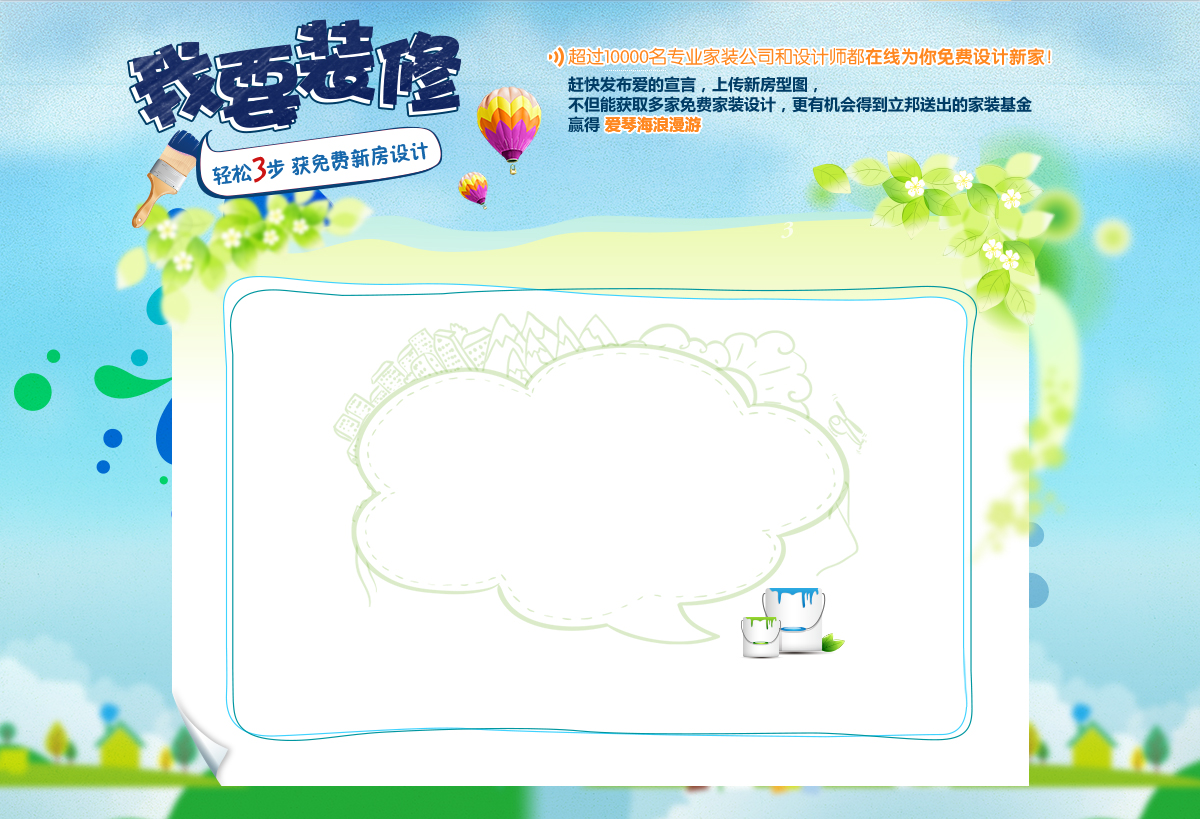 我要装修
轻松3步 获免费新房设计
超过10000名专业家装公司和设计师都在线为你免费设计新家!
赶快发布爱的宣言，上传新房型图，
不但能获取多家免费家装设计，更有机会得到立邦送出的家装基金
赢得 爱琴海浪漫游
3